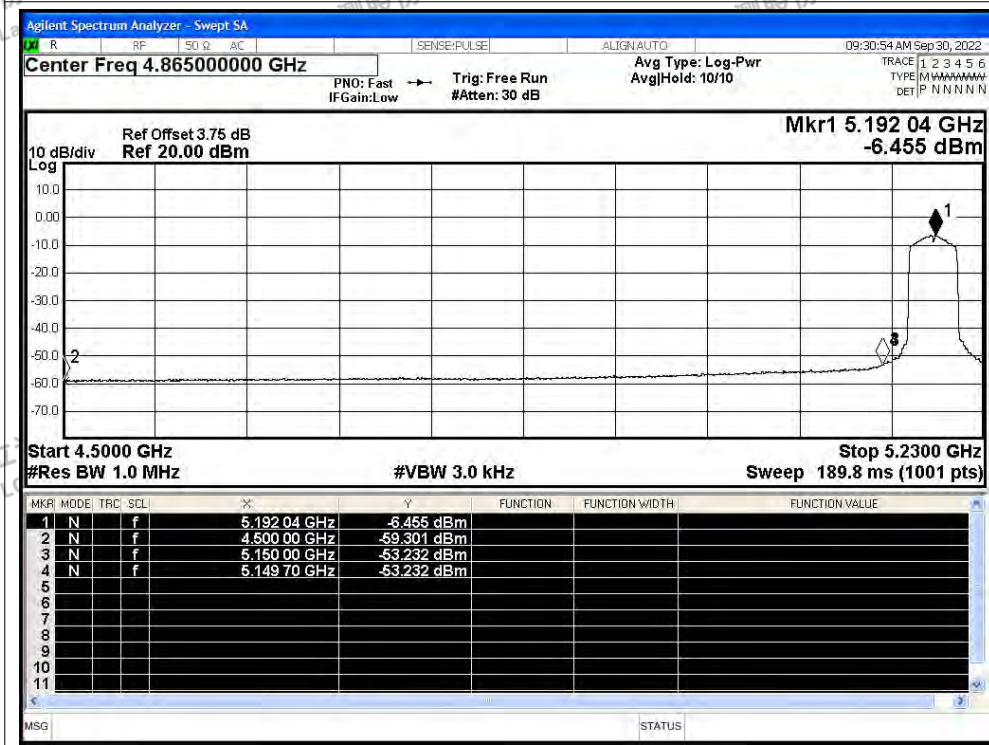 Agilent Spectrum Analyzer - Swept SA
R RF 50 Ω AC SENSE:PULSE ALIGN AUTO 09:30:54 AM Sep 30, 2022
Center Freq 4.865000000 GHz
PNO: Fast
IFGain:Low
Trig: Free Run
#Atten: 30 dB
Avg Type: Log-Pwr
Avg|Hold: 10/10
TRACE 1 2 3 4 5 6
TYPE M
DET P N N N N N
Mkr1 5.192 04 GHz
-6.455 dBm
Ref Offset 3.75 dB
10 dB/div Ref 20.00 dBm
Log
10.0
0.00
-10.0
-20.0
-30.0
-40.0
-50.0
-60.0
-70.0
1
2
3
Start 4.5000 GHz Stop 5.2300 GHz
#Res BW 1.0 MHz #VBW 3.0 kHz Sweep 189.8 ms (1001 pts)
MKR MODE TRC SCL X Y FUNCTION FUNCTION WIDTH FUNCTION VALUE
1 N f 5.192 04 GHz -6.455 dBm
2 N f 4.500 00 GHz -59.301 dBm
3 N f 5.150 00 GHz -53.232 dBm
4 N f 5.149 70 GHz -53.232 dBm
5
6
7
8
9
10
11
MSG STATUS